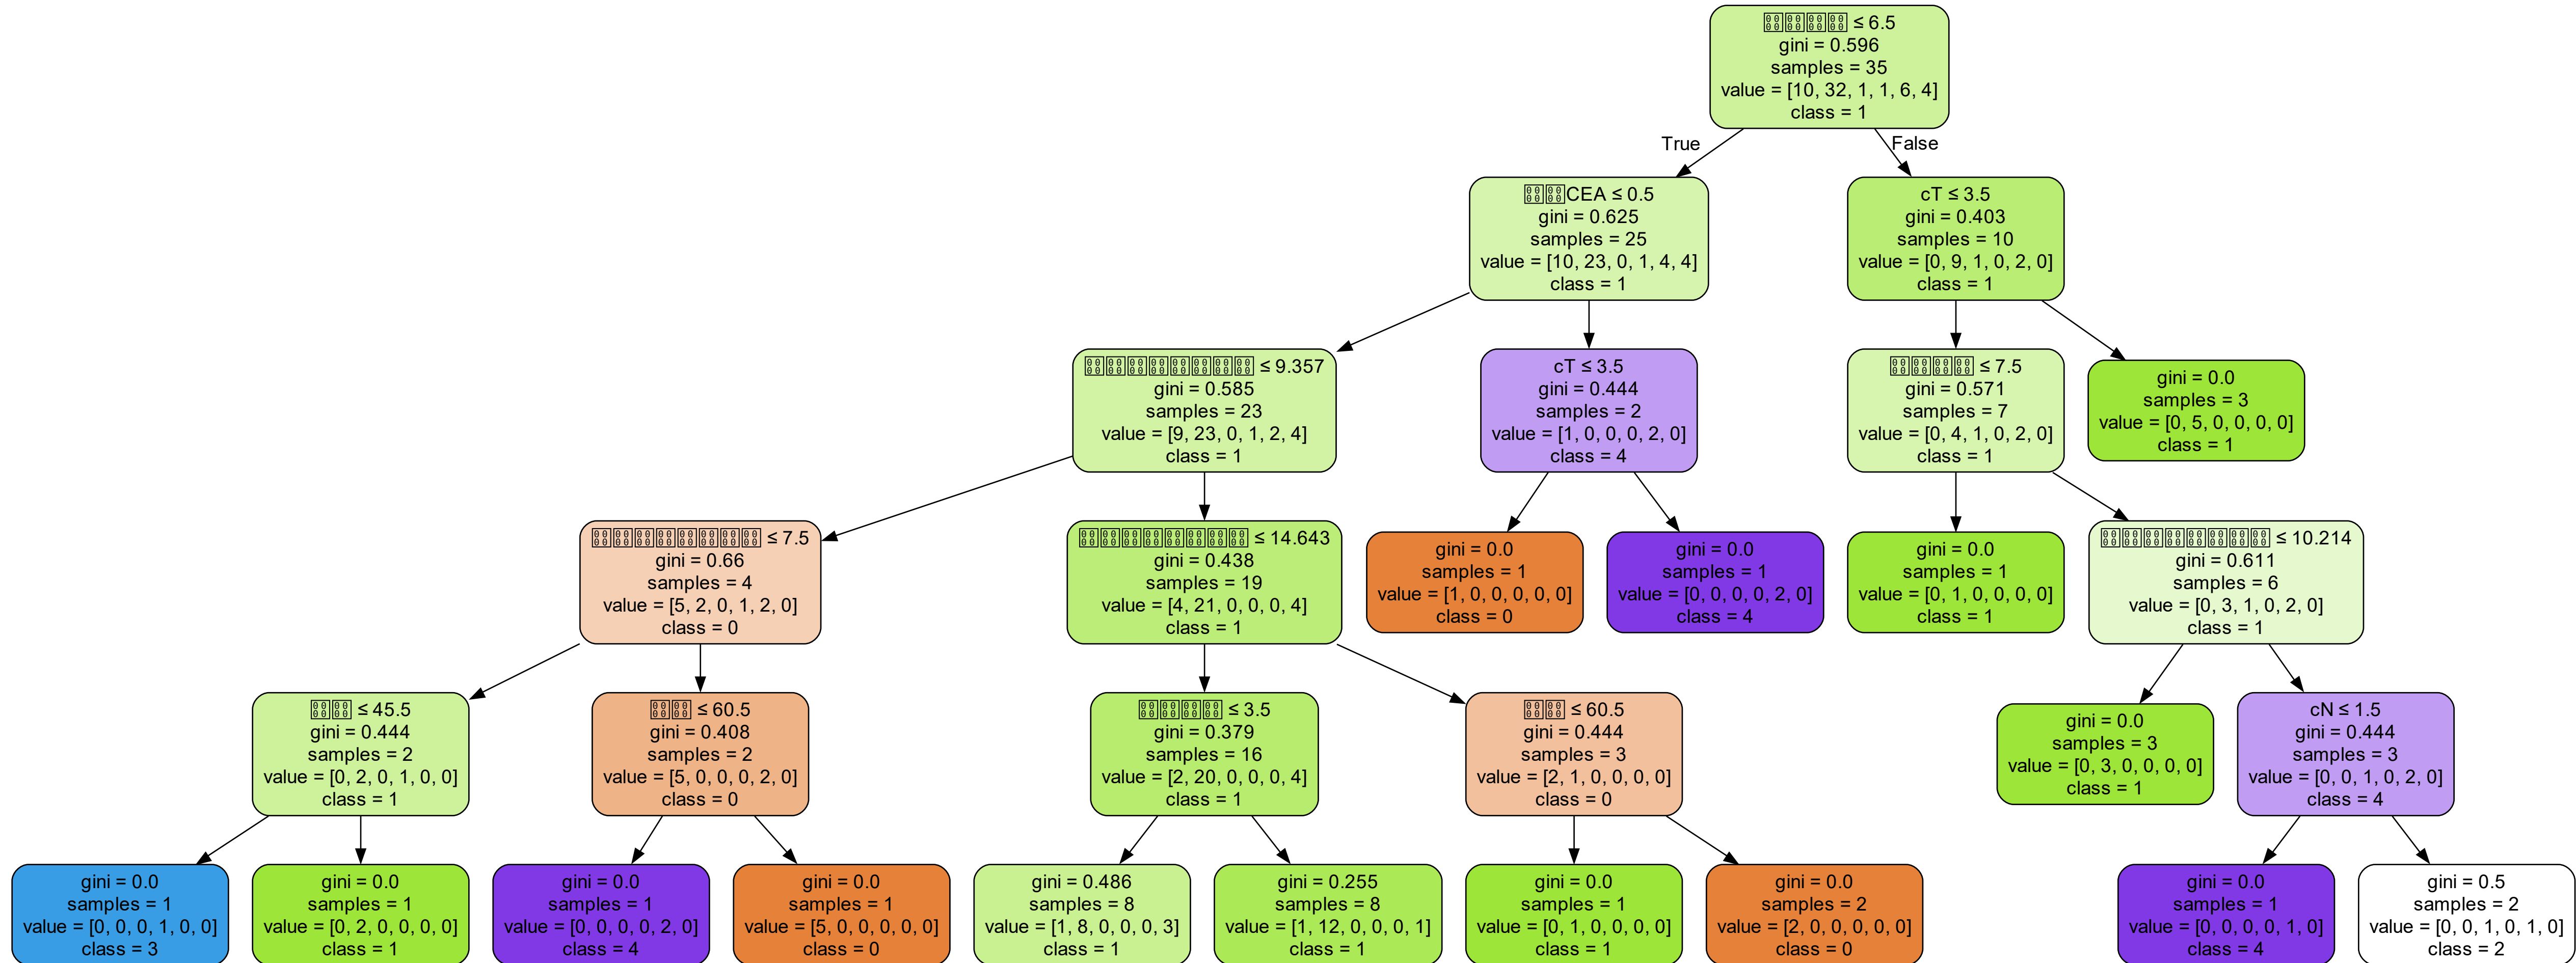 ≤ 6.5
gini = 0.596
samples = 35
value = [10, 32, 1, 1, 6, 4]
class = 1
True
False
CEA ≤ 0.5
gini = 0.625
samples = 25
value = [10, 23, 0, 1, 4, 4]
class = 1
cT ≤ 3.5
gini = 0.403
samples = 10
value = [0, 9, 1, 0, 2, 0]
class = 1
≤ 9.357
gini = 0.585
samples = 23
value = [9, 23, 0, 1, 2, 4]
class = 1
cT ≤ 3.5
gini = 0.444
samples = 2
value = [1, 0, 0, 0, 2, 0]
class = 4
≤ 7.5
gini = 0.571
samples = 7
value = [0, 4, 1, 0, 2, 0]
class = 1
gini = 0.0
samples = 3
value = [0, 5, 0, 0, 0, 0]
class = 1
≤ 7.5
gini = 0.66
samples = 4
value = [5, 2, 0, 1, 2, 0]
class = 0
≤ 14.643
gini = 0.438
samples = 19
value = [4, 21, 0, 0, 0, 4]
class = 1
gini = 0.0
samples = 1
value = [1, 0, 0, 0, 0, 0]
class = 0
gini = 0.0
samples = 1
value = [0, 0, 0, 0, 2, 0]
class = 4
gini = 0.0
samples = 1
value = [0, 1, 0, 0, 0, 0]
class = 1
≤ 10.214
gini = 0.611
samples = 6
value = [0, 3, 1, 0, 2, 0]
class = 1
≤ 45.5
gini = 0.444
samples = 2
value = [0, 2, 0, 1, 0, 0]
class = 1
≤ 60.5
gini = 0.408
samples = 2
value = [5, 0, 0, 0, 2, 0]
class = 0
≤ 3.5
gini = 0.379
samples = 16
value = [2, 20, 0, 0, 0, 4]
class = 1
≤ 60.5
gini = 0.444
samples = 3
value = [2, 1, 0, 0, 0, 0]
class = 0
gini = 0.0
samples = 3
value = [0, 3, 0, 0, 0, 0]
class = 1
cN ≤ 1.5
gini = 0.444
samples = 3
value = [0, 0, 1, 0, 2, 0]
class = 4
gini = 0.0
samples = 1
value = [0, 0, 0, 1, 0, 0]
class = 3
gini = 0.0
samples = 1
value = [0, 2, 0, 0, 0, 0]
class = 1
gini = 0.0
samples = 1
value = [0, 0, 0, 0, 2, 0]
class = 4
gini = 0.0
samples = 1
value = [5, 0, 0, 0, 0, 0]
class = 0
gini = 0.486
samples = 8
value = [1, 8, 0, 0, 0, 3]
class = 1
gini = 0.255
samples = 8
value = [1, 12, 0, 0, 0, 1]
class = 1
gini = 0.0
samples = 1
value = [0, 1, 0, 0, 0, 0]
class = 1
gini = 0.0
samples = 2
value = [2, 0, 0, 0, 0, 0]
class = 0
gini = 0.0
samples = 1
value = [0, 0, 0, 0, 1, 0]
class = 4
gini = 0.5
samples = 2
value = [0, 0, 1, 0, 1, 0]
class = 2